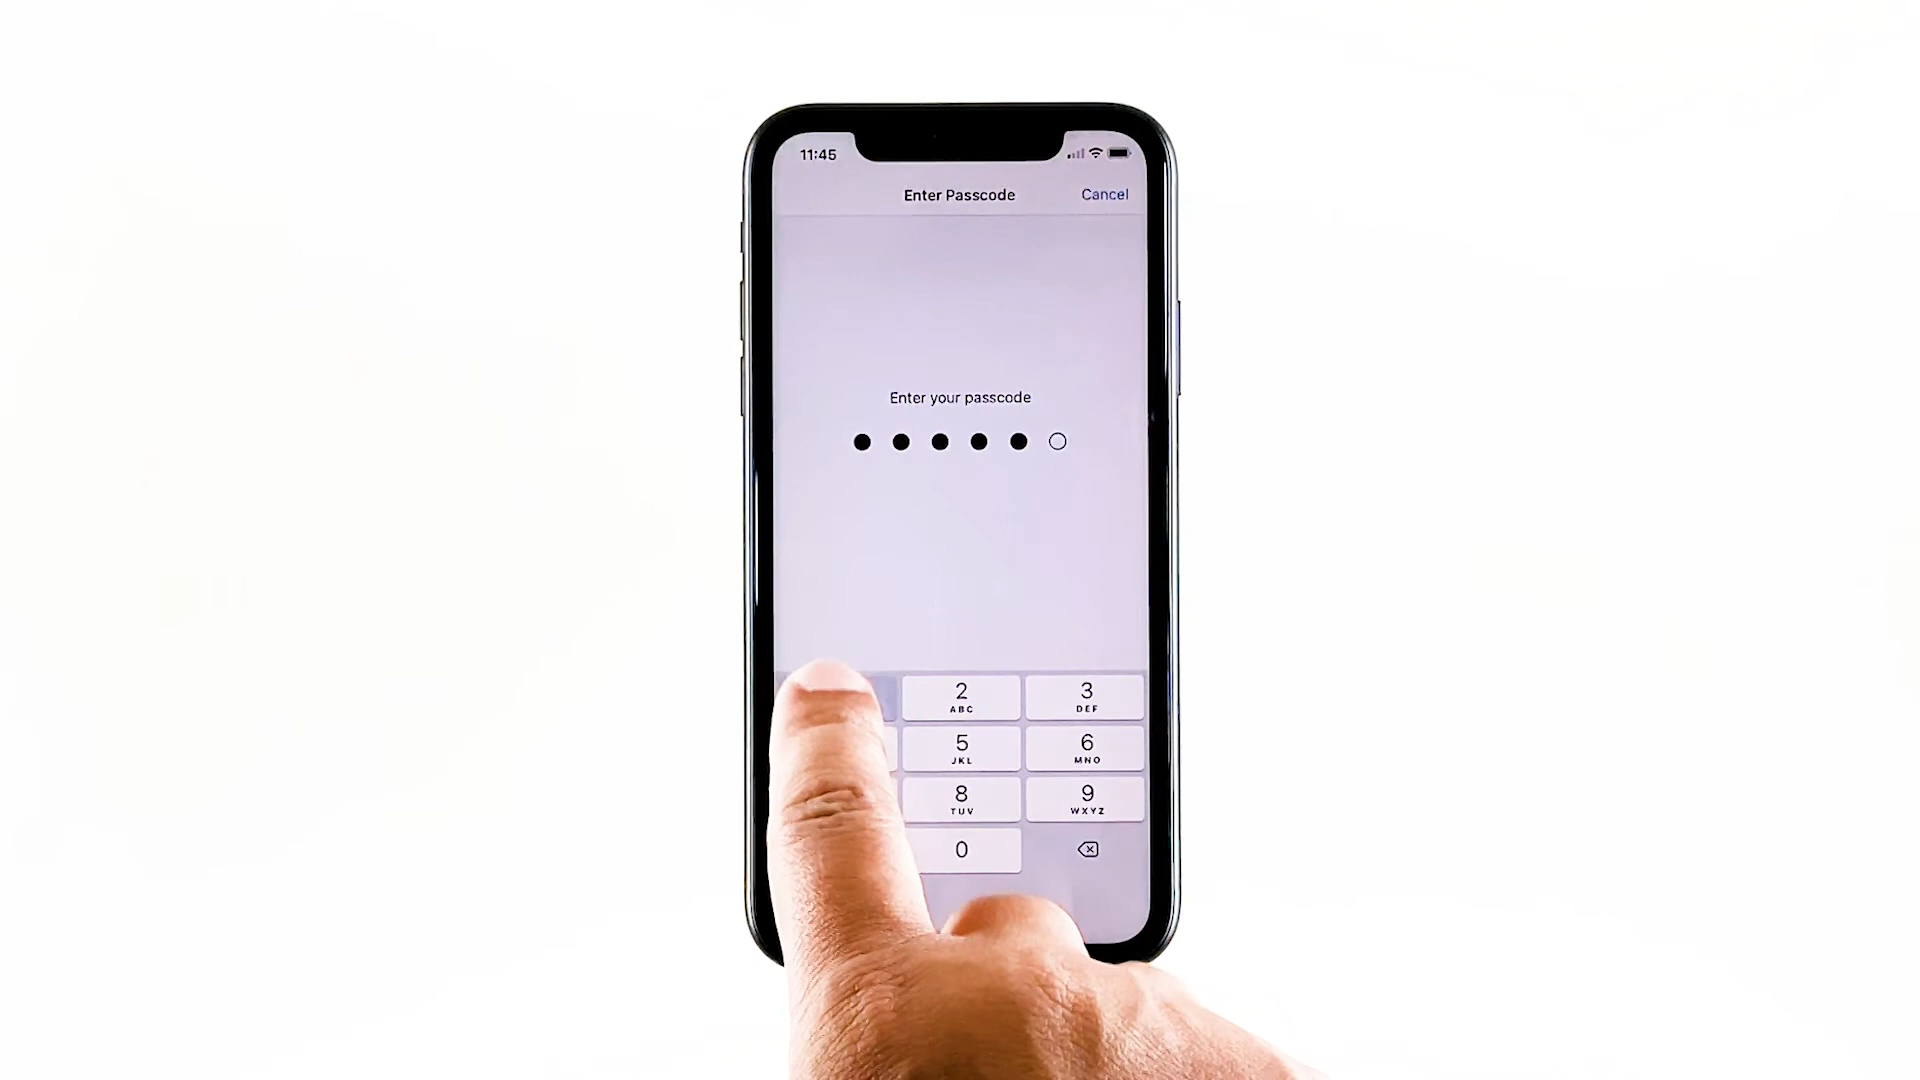 11:45
Enter Passcode Cancel
Enter your passcode
2 3
ABC DEF
5 6
JKL MNO
8 9
TUV WXYZ
0